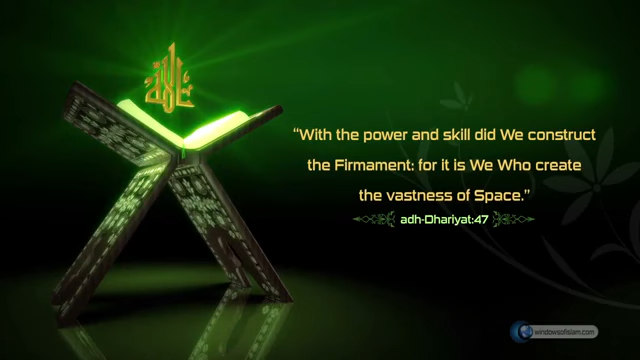 الله
“With the power and skill did We construct
the Firmament: for it is We Who create
the vastness of Space.”
adh-Dhariyat:47
windowsofislam.com